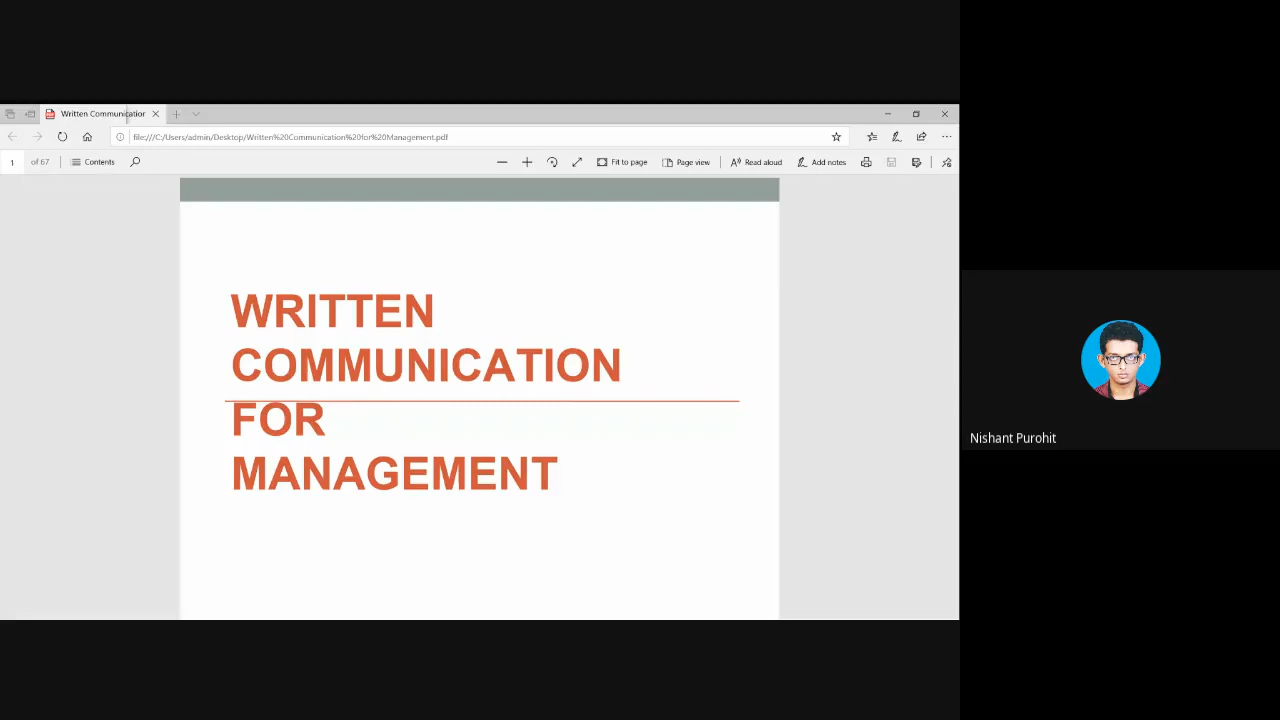 Written Communication
file:///C:/Users/admin/Desktop/Written%20Communication%20for%20Management.pdf
1 of 67 Contents Fit to page Page view Read aloud Add notes
WRITTEN
COMMUNICATION
FOR
MANAGEMENT
Nishant Purohit